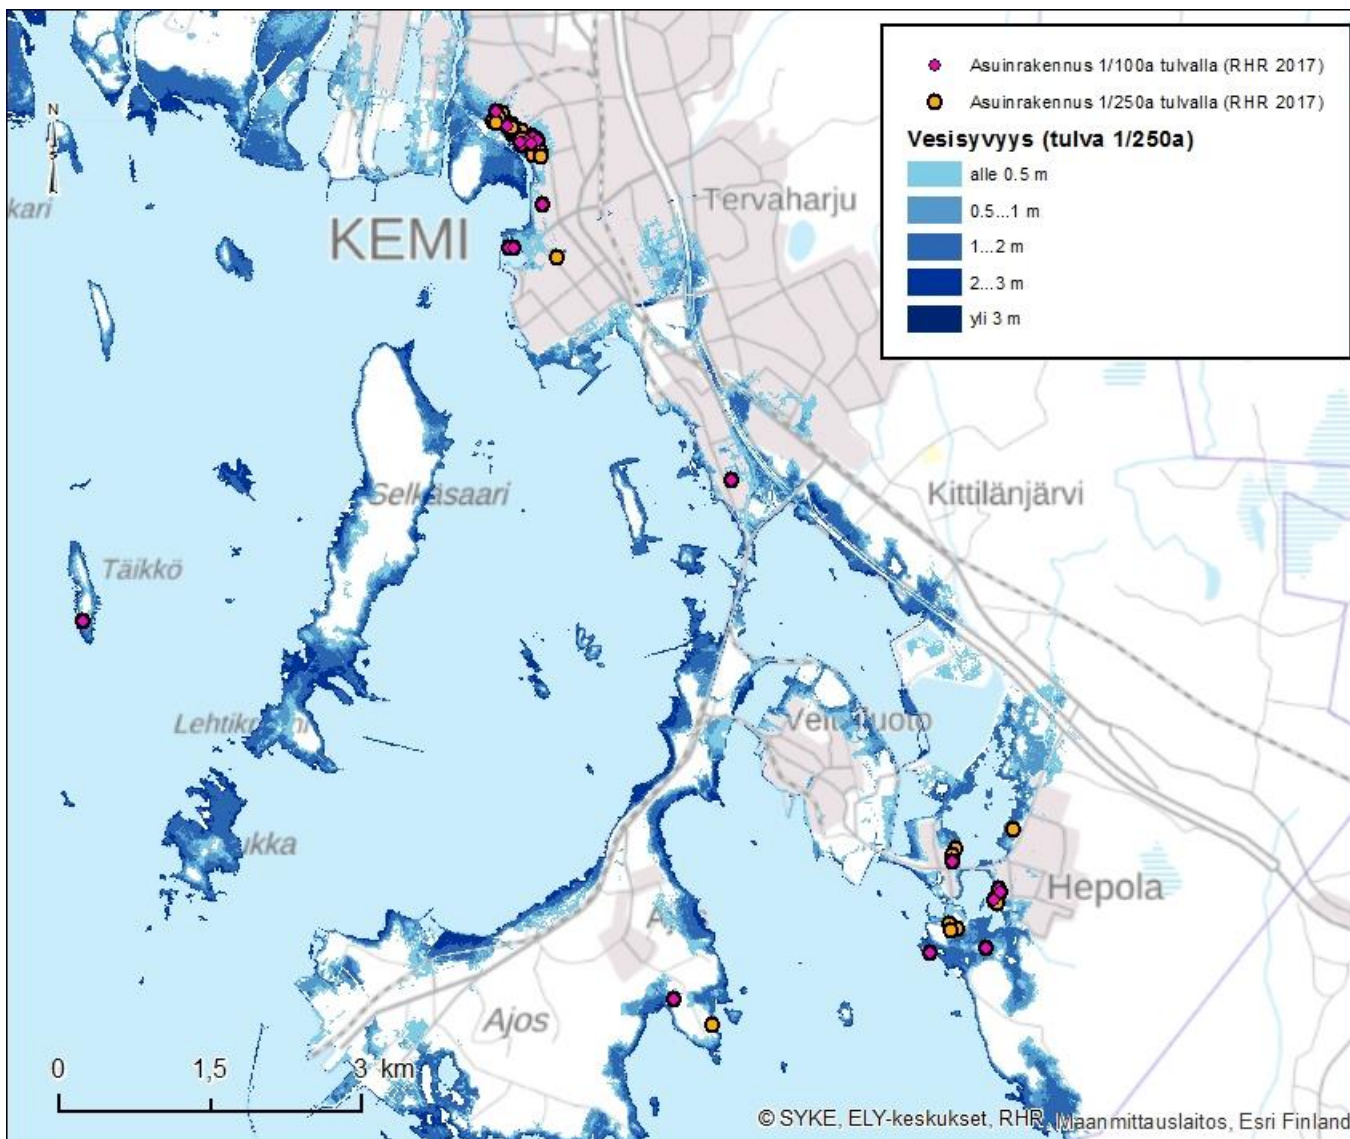 Asuinrakennus 1/100a tulvalla (RHR 2017)
Asuinrakennus 1/250a tulvalla (RHR 2017)
Vesisyvyys (tulva 1/250a)
alle 0.5 m
0.5...1 m
1...2 m
2...3 m
yli 3 m
N
kari
KEMI
Tervaharju
Selkäsaari
Kittilänjärvi
Täikkö
ukka
Hepola
Ajos
0 1,5 3 km
© SYKE, ELY-keskukset, RHR, Maanmittauslaitos, Esri Finland